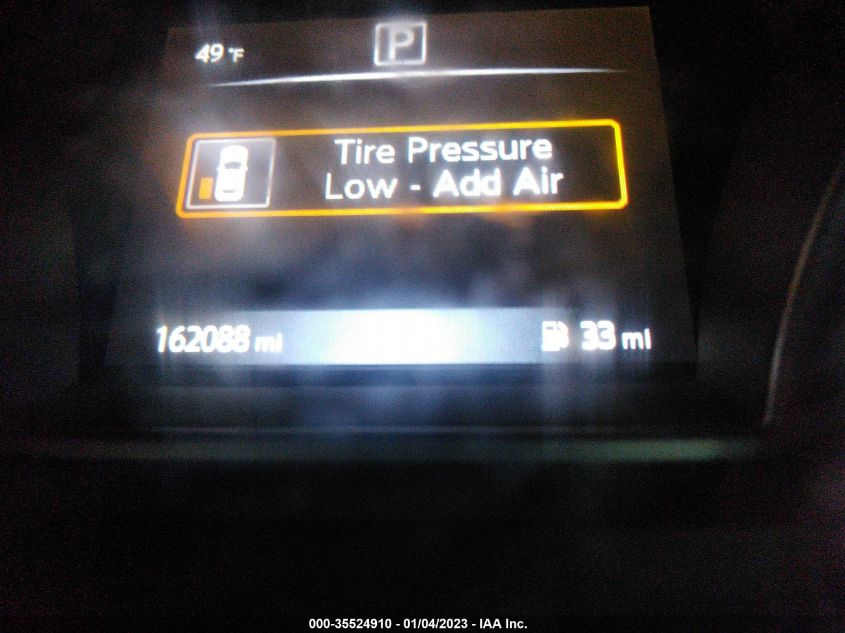 49 °F
P
Tire Pressure
Low - Add Air
162088 mi
33 mi
000-35524910 - 01/04/2023 - IAA Inc.